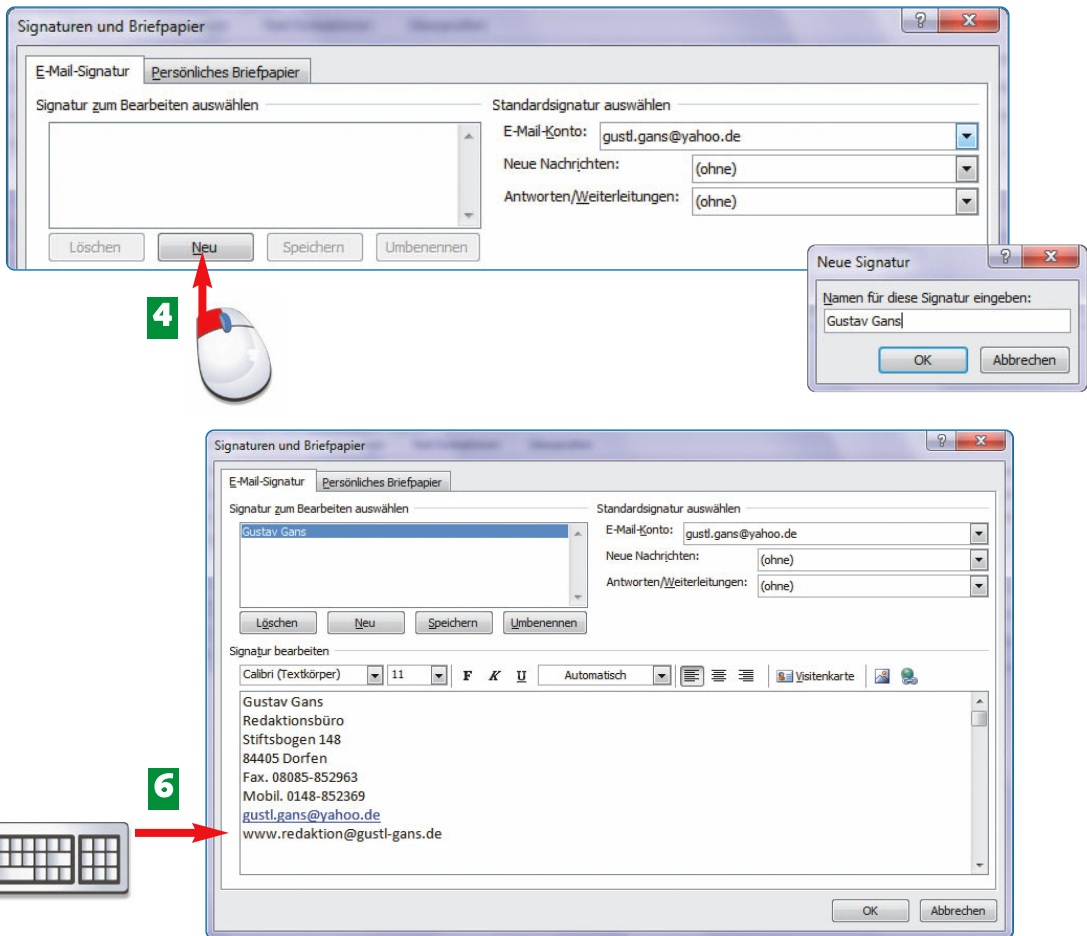 Signaturen und Briefpapier
E-Mail-Signatur Persönliches Briefpapier
Signatur zum Bearbeiten auswählen Standardsignatur auswählen
E-Mail-Konto: gustl.gans@yahoo.de
Neue Nachrichten: (ohne)
Antworten/Weiterleitungen: (ohne)
Löschen Neu Speichern Umbenennen
Neue Signatur
Namen für diese Signatur eingeben:
Gustav Gans
OK Abbrechen
4
Signaturen und Briefpapier
E-Mail-Signatur Persönliches Briefpapier
Signatur zum Bearbeiten auswählen Standardsignatur auswählen
Gustav Gans E-Mail-Konto: gustl.gans@yahoo.de
Neue Nachrichten: (ohne)
Antworten/Weiterleitungen: (ohne)
Löschen Neu Speichern Umbenennen
Signatur bearbeiten
Calibri (Textkörper) 11 F K U Automatisch Visitenkarte
Gustav Gans
Redaktionsbüro
Stiftsbogen 148
84405 Dorfen
Fax. 08085-852963
Mobil. 0148-852369
gustl.gans@yahoo.de
www.redaktion@gustl-gans.de
6
OK Abbrechen